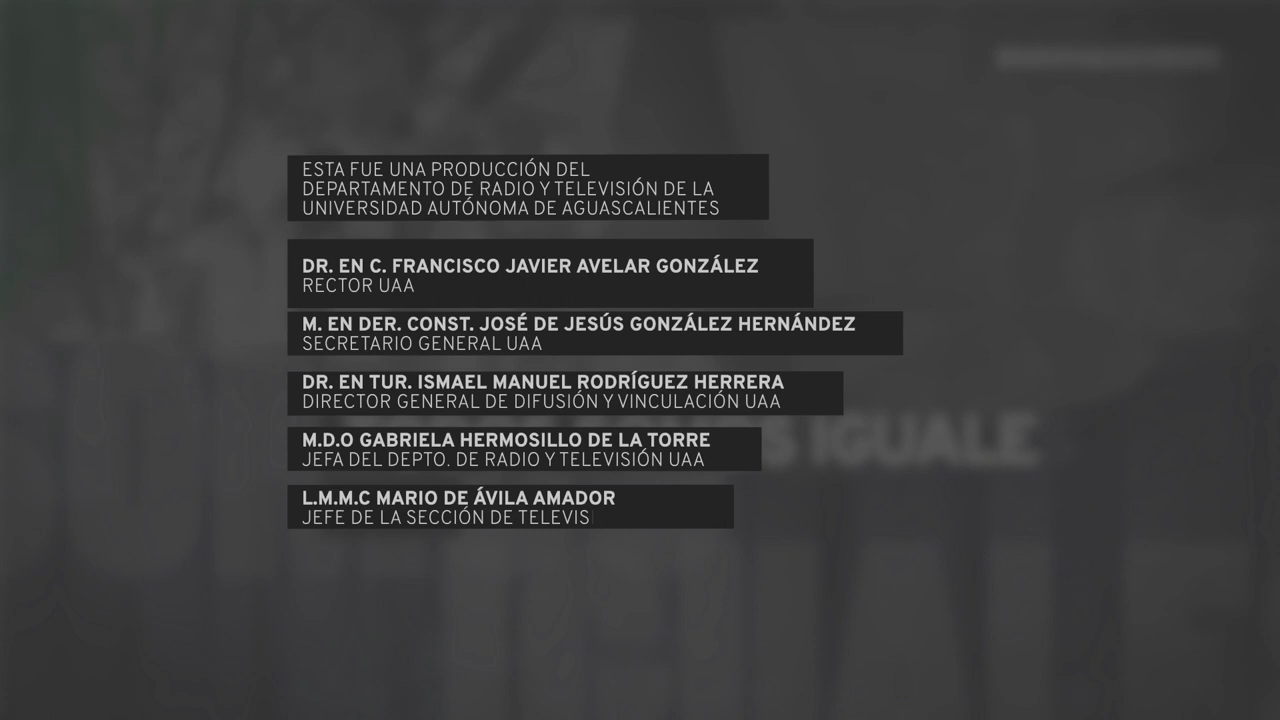 ESTA FUE UNA PRODUCCIÓN DEL
DEPARTAMENTO DE RADIO Y TELEVISIÓN DE LA
UNIVERSIDAD AUTÓNOMA DE AGUASCALIENTES
DR. EN C. FRANCISCO JAVIER AVELAR GONZÁLEZ
RECTOR UAA
M. EN DER. CONST. JOSÉ DE JESÚS GONZÁLEZ HERNÁNDEZ
SECRETARIO GENERAL UAA
DR. EN TUR. ISMAEL MANUEL RODRÍGUEZ HERRERA
DIRECTOR GENERAL DE DIFUSIÓN Y VINCULACIÓN UAA
M.D.O GABRIELA HERMOSILLO DE LA TORRE
JEFA DEL DEPTO. DE RADIO Y TELEVISIÓN UAA
L.M.M.C MARIO DE ÁVILA AMADOR
JEFE DE LA SECCIÓN DE TELEVIS
IGUALE